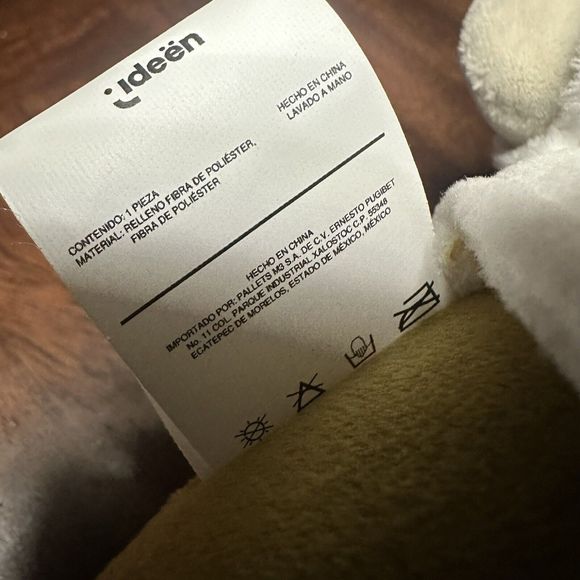 ideën
HECHO EN CHINA
LAVADO A MANO
CONTENIDO: 1 PIEZA
MATERIAL: RELLENO FIBRA DE POLIÉSTER.
FIBRA DE POLIÉSTER
HECHO EN CHINA
IMPORTADO POR: PALLETS M3 S.A. DE C.V. ERNESTO PUGIBET
No. 11 COL. PARQUE INDUSTRIAL XALOSTOC C.P. 55348
ECATEPEC DE MORELOS, ESTADO DE MÉXICO, MÉXICO